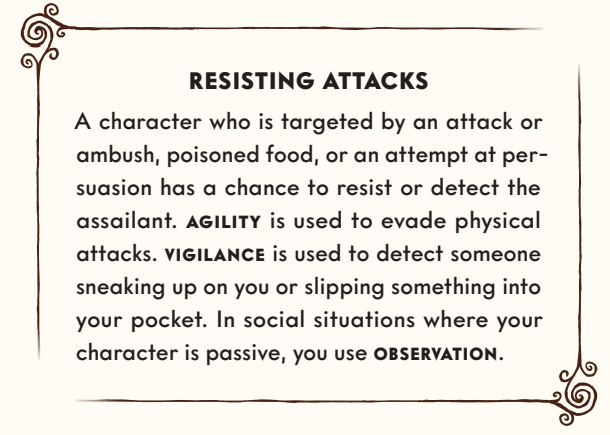 RESISTING ATTACKS
A character who is targeted by an attack or
ambush, poisoned food, or an attempt at per-
suasion has a chance to resist or detect the
assailant. AGILITY is used to evade physical
attacks. VIGILANCE is used to detect someone
sneaking up on you or slipping something into
your pocket. In social situations where your
character is passive, you use OBSERVATION.